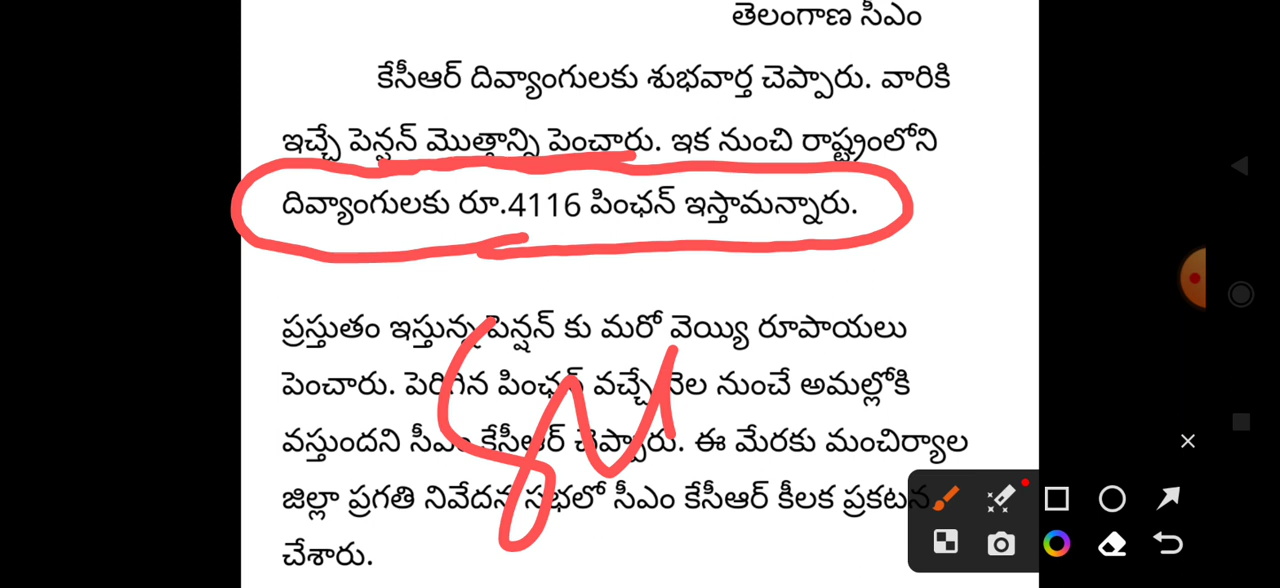 తెలంగాణ సీఎం
కేసీఆర్ దివ్యాంగులకు శుభవార్త చెప్పారు. వారికి
ఇచ్చే పెన్షన్ మొత్తాన్ని పెంచారు. ఇక నుంచి రాష్ట్రంలోని
దివ్యాంగులకు రూ.4116 పింఛన్ ఇస్తామన్నారు.
ప్రస్తుతం ఇస్తున్న పెన్షన్ కు మరో వెయ్యి రూపాయలు
పెంచారు. పెరిగిన పింఛన్ వచ్చే నెల నుంచే అమల్లోకి
వస్తుందని సీఎం కేసీఆర్ చెప్పారు. ఈ మేరకు మంచిర్యాల
జిల్లా ప్రగతి నివేదన సభలో సీఎం కేసీఆర్ కీలక ప్రకటన
చేశారు.